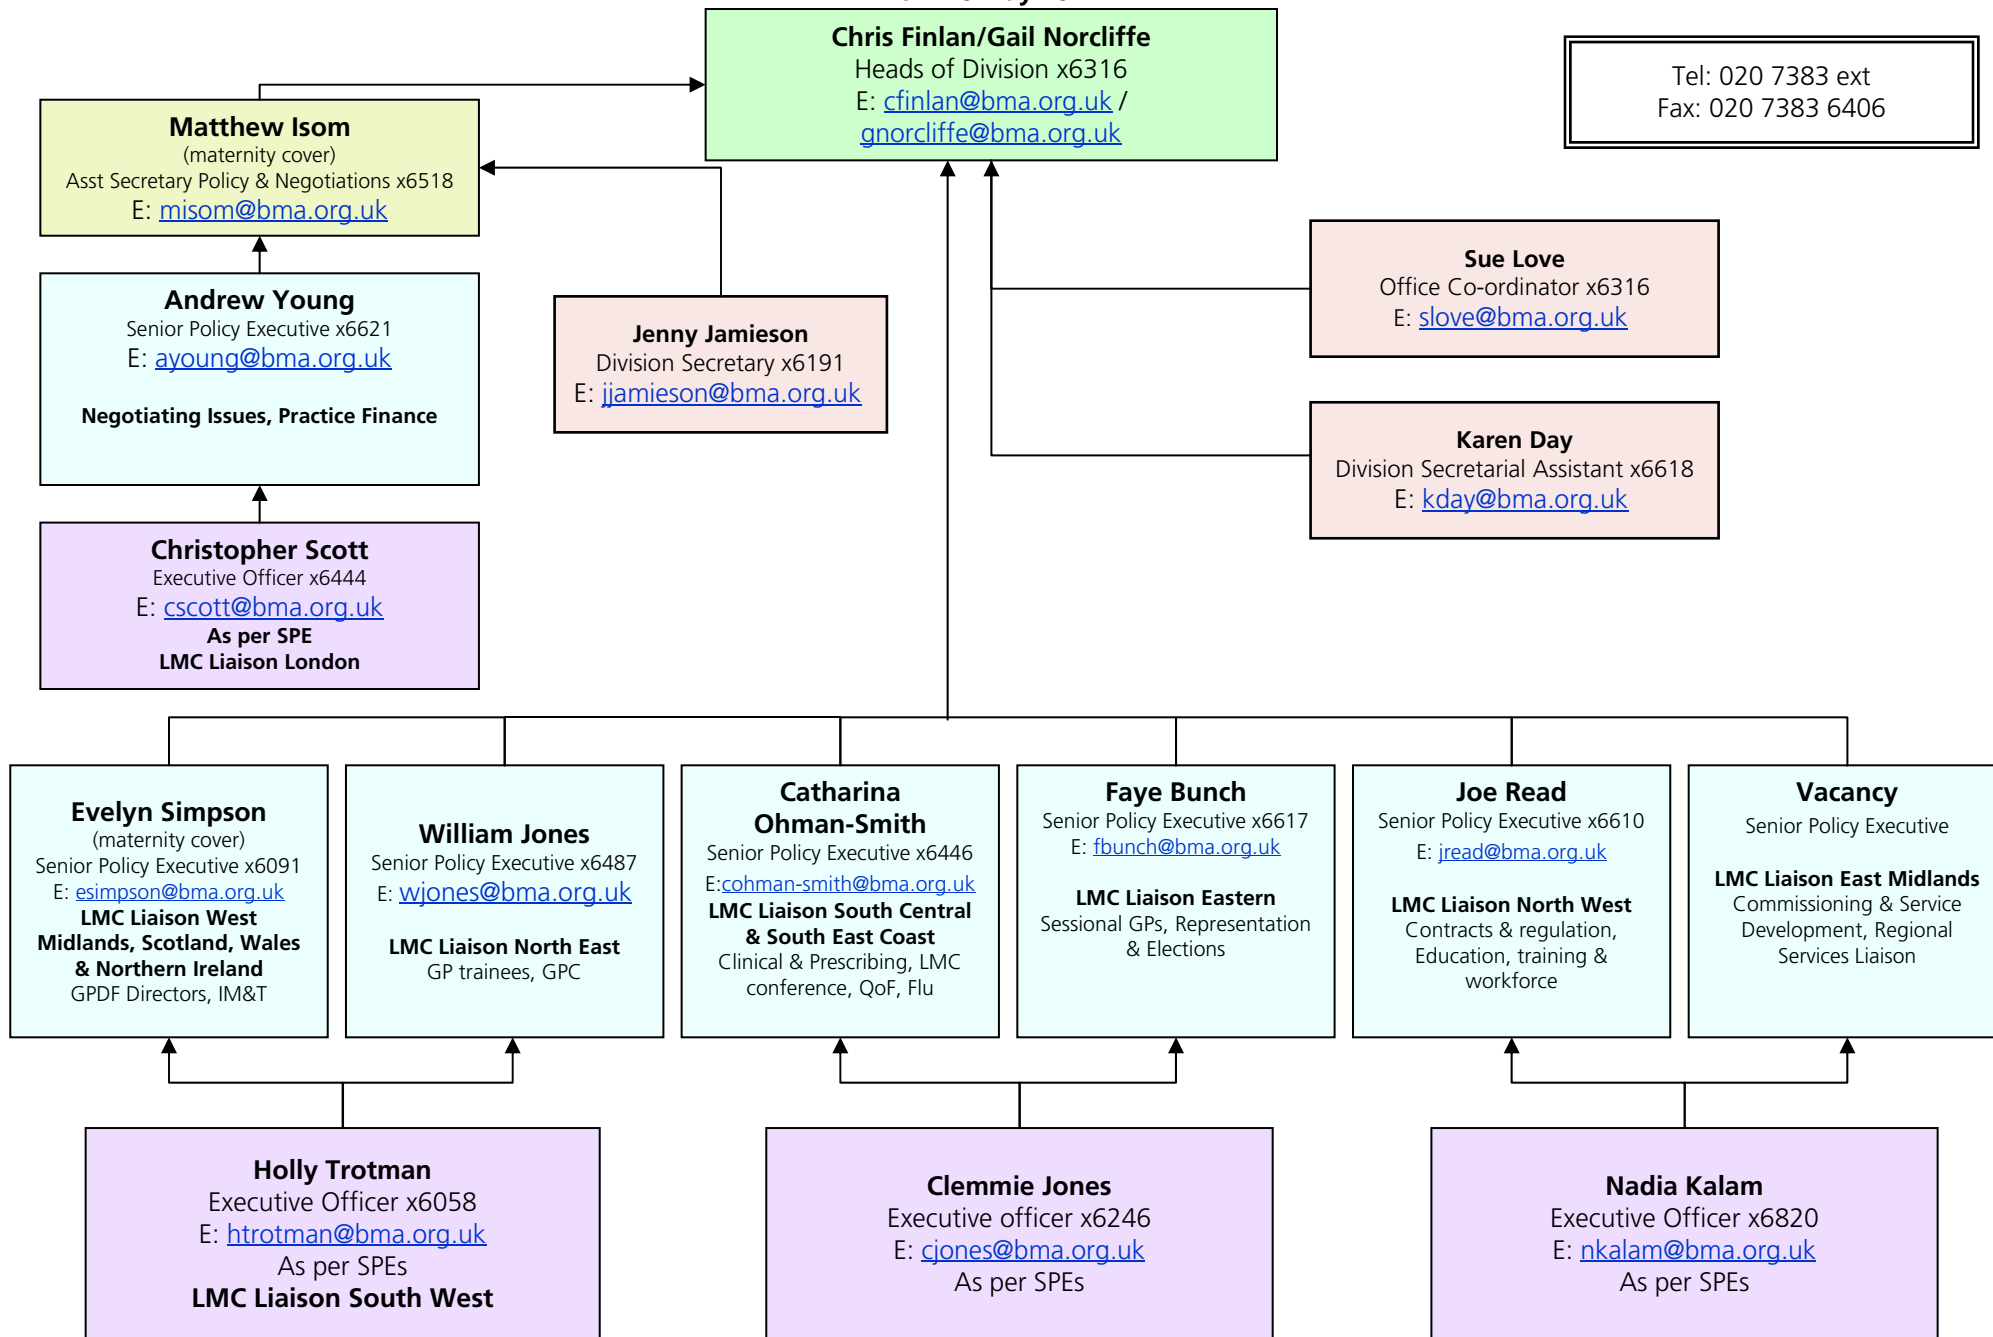 Chris Finlan/Gail Norcliffe
Heads of Division x6316
E: cfinlan@bma.org.uk /
gnorcliffe@bma.org.uk
Tel: 020 7383 ext
Fax: 020 7383 6406
Matthew Isom
(maternity cover)
Asst Secretary Policy & Negotiations x6518
E: misom@bma.org.uk
Andrew Young
Senior Policy Executive x6621
E: ayoung@bma.org.uk
Negotiating Issues, Practice Finance
Jenny Jamieson
Division Secretary x6191
E: jjamieson@bma.org.uk
Sue Love
Office Co-ordinator x6316
E: slove@bma.org.uk
Karen Day
Division Secretarial Assistant x6618
E: kday@bma.org.uk
Christopher Scott
Executive Officer x6444
E: cscott@bma.org.uk
As per SPE
LMC Liaison London
Evelyn Simpson
(maternity cover)
Senior Policy Executive x6091
E: esimpson@bma.org.uk
LMC Liaison West
Midlands, Scotland, Wales
& Northern Ireland
GPDF Directors, IM&T
William Jones
Senior Policy Executive x6487
E: wjones@bma.org.uk
LMC Liaison North East
GP trainees, GPC
Catharina
Ohman-Smith
Senior Policy Executive x6446
E:cohman-smith@bma.org.uk
LMC Liaison South Central
& South East Coast
Clinical & Prescribing, LMC
conference, QoF, Flu
Faye Bunch
Senior Policy Executive x6617
E: fbunch@bma.org.uk
LMC Liaison Eastern
Sessional GPs, Representation
& Elections
Joe Read
Senior Policy Executive x6610
E: jread@bma.org.uk
LMC Liaison North West
Contracts & regulation,
Education, training &
workforce
Vacancy
Senior Policy Executive
LMC Liaison East Midlands
Commissioning & Service
Development, Regional
Services Liaison
Holly Trotman
Executive Officer x6058
E: htrotman@bma.org.uk
As per SPEs
LMC Liaison South West
Clemmie Jones
Executive officer x6246
E: cjones@bma.org.uk
As per SPEs
Nadia Kalam
Executive Officer x6820
E: nkalam@bma.org.uk
As per SPEs